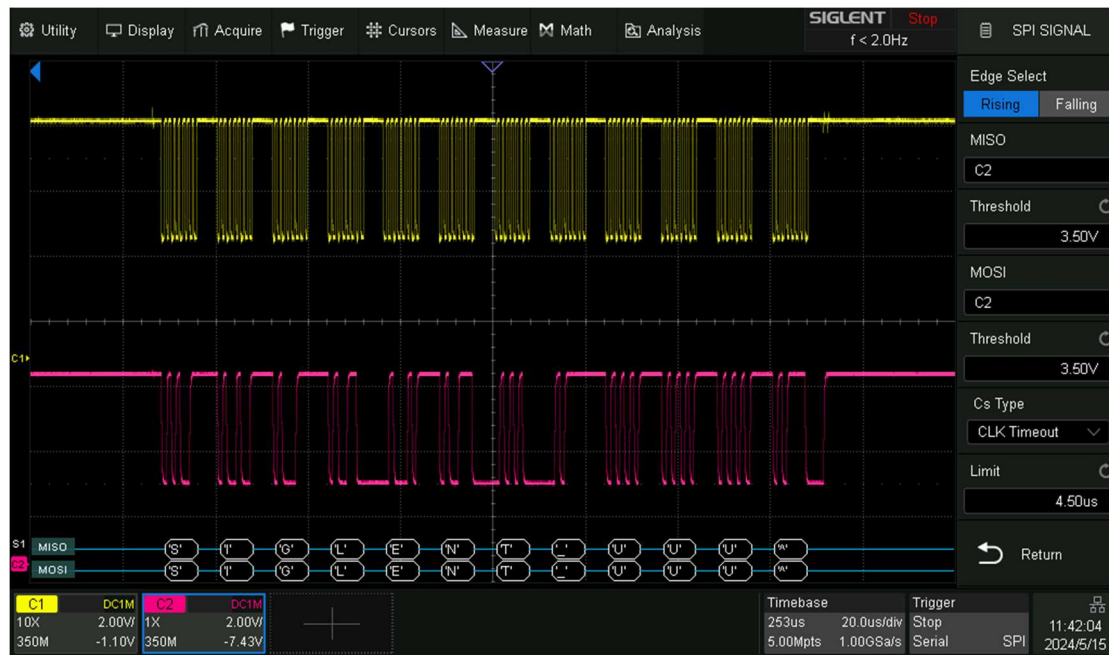 Utility Display Acquire Trigger Cursors Measure Math Analysis
SIGLENT Stop
f < 2.0Hz
SPI SIGNAL
Edge Select
Rising Falling
MISO
C2
Threshold
3.50V
MOSI
C2
Threshold
3.50V
Cs Type
CLK Timeout
Limit
4.50us
Return
C1
S1 MISO 'S' 'I' 'G' 'L' 'E' 'N' 'T' '_' 'U' 'U' 'U'
C2 MOSI 'S' 'I' 'G' 'L' 'E' 'N' 'T' '_' 'U' 'U' 'U'
C1 DC1M
10X 2.00V/
350M -1.10V
C2 DC1M
1X 2.00V/
350M -7.43V
Timebase
253us 20.0us/div
5.00Mpts 1.00GSa/s
Trigger
Stop
Serial SPI
11:42:04
2024/5/15